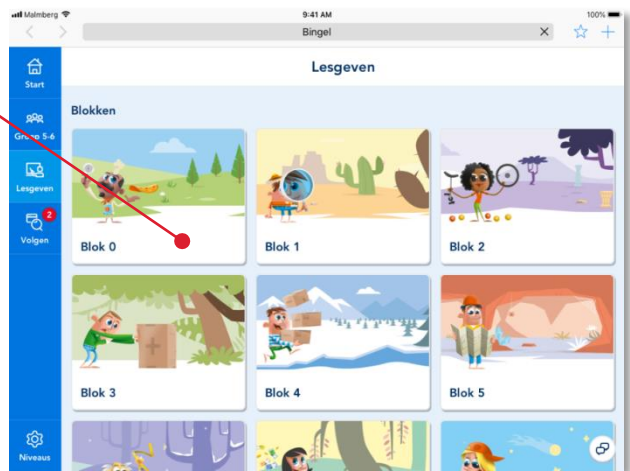 Malmberg
9:41 AM
100%
Bingel
Start
Lesgeven
Groep 5-6
Blokken
Lesgeven
Volgen
2
Blok 0
Blok 1
Blok 2
Blok 3
Blok 4
Blok 5
Niveaus